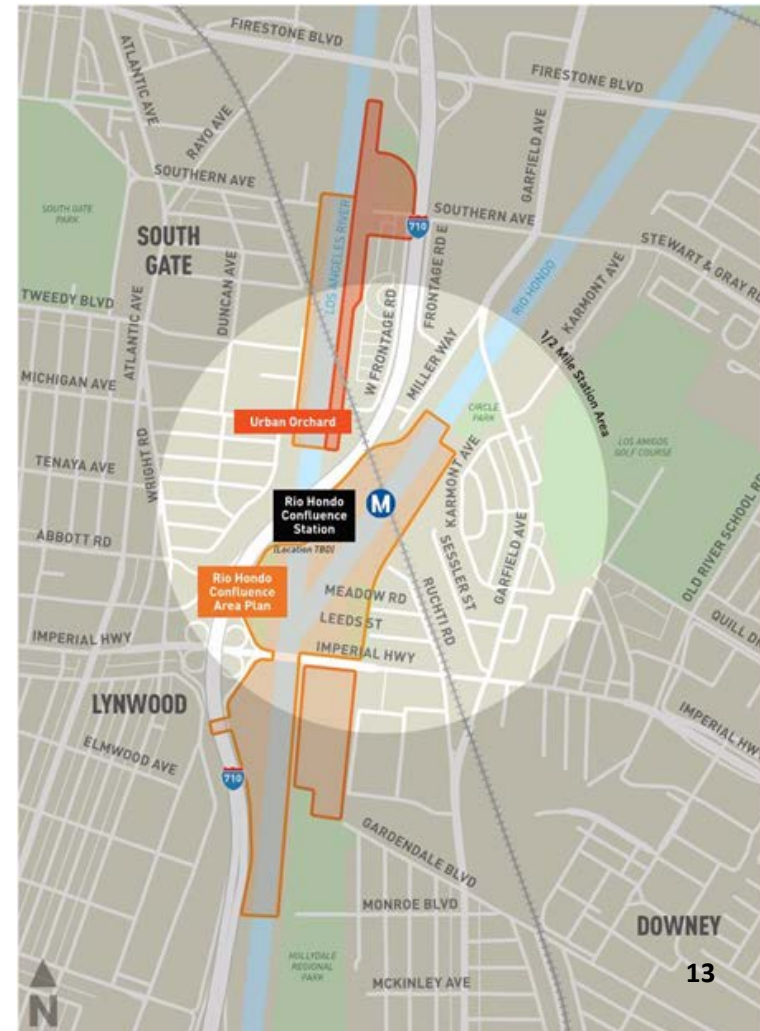 FIRESTONE BLVD
FIRESTONE BLVD
ATLANTIC AVE
RAYO AVE
GARFIELD AVE
SOUTHERN AVE
SOUTHERN AVE
SOUTH GATE
PARK
LOS ANGELES RIVER
710
STEWART & GRAY RD
SOUTH
GATE
DUNCAN AVE
FRONTAGE RD E
RIO HONDO
KARMONT AVE
TWEEDY BLVD
ATLANTIC AVE
W FRONTAGE RD
MILLER WAY
1/2 Mile Station Area
MICHIGAN AVE
CIRCLE
PARK
Urban Orchard
LOS AMIGOS
GOLF COURSE
TENAYA AVE
WRIGHT RD
KARMONT AVE
Rio Hondo
Confluence
Station
(Location TBD)
M
OLD RIVER SCHOOL RD
ABBOTT RD
SESSLER ST
GARFIELD AVE
Rio Hondo
Confluence
Area Plan
MEADOW RD
RUCHTI RD
LEEDS ST
QUILL DR
IMPERIAL HWY
IMPERIAL HWY
IMPERIAL HWY
LYNWOOD
ELMWOOD AVE
710
GARDENDALE BLVD
MONROE BLVD
DOWNEY
HOLLYDALE
REGIONAL
PARK
MCKINLEY AVE
13
N